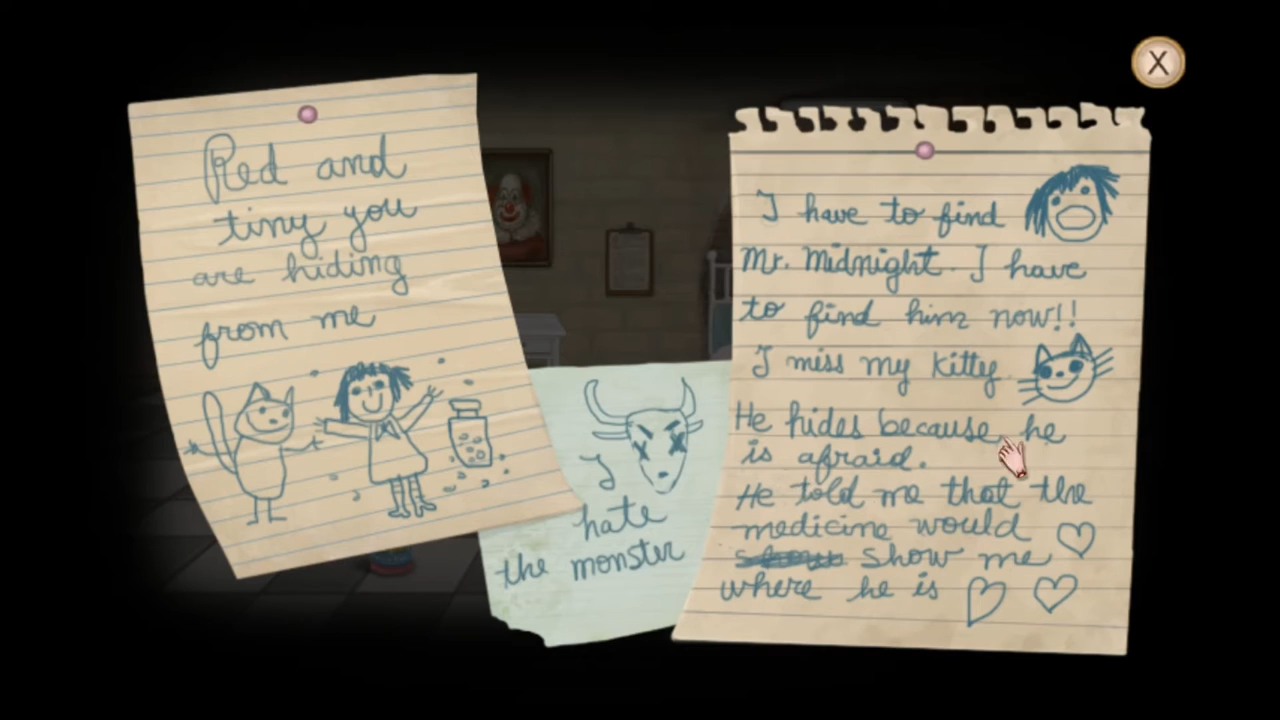 Red and
tiny you
are hiding
from me
I
hate
the monster
I have to find
Mr. Midnight. I have
to find him now!!
I miss my Kitty
He hides because he
is afraid.
He told me that the
medicine would
show me
where he is
X